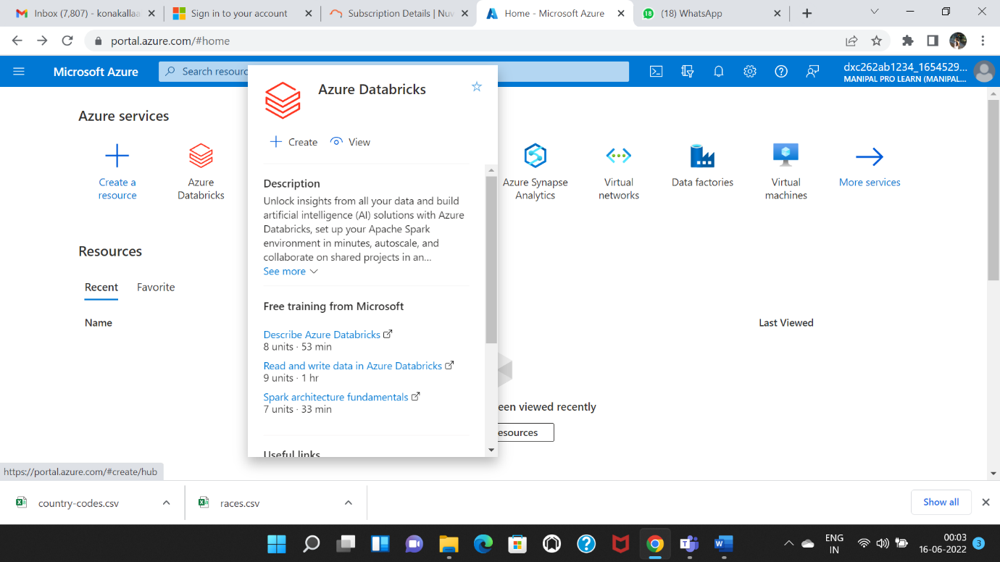 Inbox (7,807) - konakallaa
Sign in to your account
Subscription Details | Nuv
Home - Microsoft Azure
(18) WhatsApp
portal.azure.com/#home
Microsoft Azure
Search resourc
dxc262ab1234_1654529...
MANIPAL PRO LEARN (MANIPAL...
Azure services
Create a
resource
Azure
Databricks
Azure Databricks
Create
View
Description
Unlock insights from all your data and build
artificial intelligence (AI) solutions with Azure
Databricks, set up your Apache Spark
environment in minutes, autoscale, and
collaborate on shared projects in an...
See more
Free training from Microsoft
Describe Azure Databricks
8 units · 53 min
Read and write data in Azure Databricks
9 units · 1 hr
Spark architecture fundamentals
7 units · 33 min
Useful links
Azure Synapse
Analytics
Virtual
networks
Data factories
Virtual
machines
More services
Resources
Recent
Favorite
Name
Last Viewed
een viewed recently
esources
https://portal.azure.com/#create/hub
country-codes.csv
races.csv
Show all
ENG
IN
00:03
16-06-2022
3